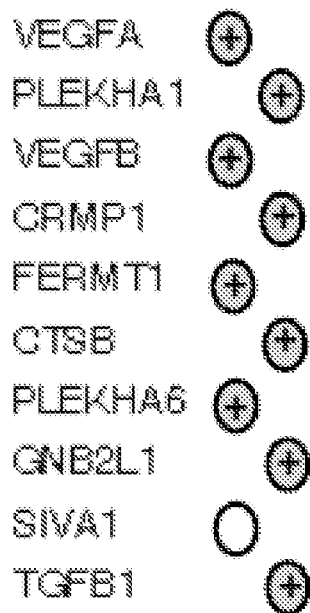 VEGFA +
PLEKHA1 +
VEGFB +
CRMP1 +
FERMT1 +
CTSB +
PLEKHA6 +
GNB2L1 +
SIVA1
TGFB1 +